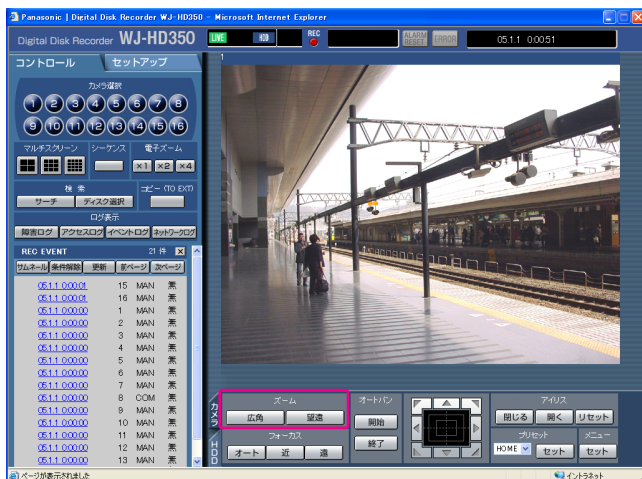 Panasonic | Digital Disk Recorder WJ-HD350 - Microsoft Internet Explorer
Digital Disk Recorder WJ-HD350
LIVE HDD REC ALARM RESET ERROR 05.1.1 0:00:51
コントロール セットアップ
1
カメラ選択
1 2 3 4 5 6 7 8
9 10 11 12 13 14 15 16
マルチスクリーン シーケンス 電子ズーム
×1 ×2 ×4
検 索 コピー (TO EXT)
サーチ ディスク選択
ログ表示
障害ログ アクセスログ イベントログ ネットワークログ
REC EVENT 21 件 X
サムネール 条件解除 更新 前ページ 次ページ
05.1.1 0:00:01 15 MAN 無
05.1.1 0:00:01 16 MAN 無
05.1.1 0:00:00 1 MAN 無
05.1.1 0:00:00 2 MAN 無
05.1.1 0:00:00 3 MAN 無
05.1.1 0:00:00 4 MAN 無
05.1.1 0:00:00 5 MAN 無
05.1.1 0:00:00 6 MAN 無
05.1.1 0:00:00 7 MAN 無
05.1.1 0:00:00 8 COM 無
05.1.1 0:00:00 9 MAN 無
05.1.1 0:00:00 10 MAN 無
05.1.1 0:00:00 11 MAN 無
05.1.1 0:00:00 12 MAN 無
05.1.1 0:00:00 13 MAN 無
カメラ
HDD
ズーム
広角 望遠
フォーカス
オート 近 遠
オートパン
開始
終了
アイリス
閉じる 開く リセット
プリセット メニュー
HOME セット セット
ページが表示されました
イントラネット